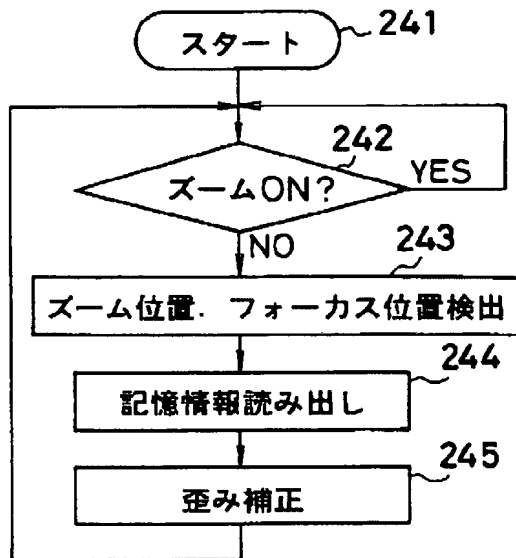 スタート
241
242
ズームON?
YES
NO
243
ズーム位置．フォーカス位置検出
244
記憶情報読み出し
245
歪み補正